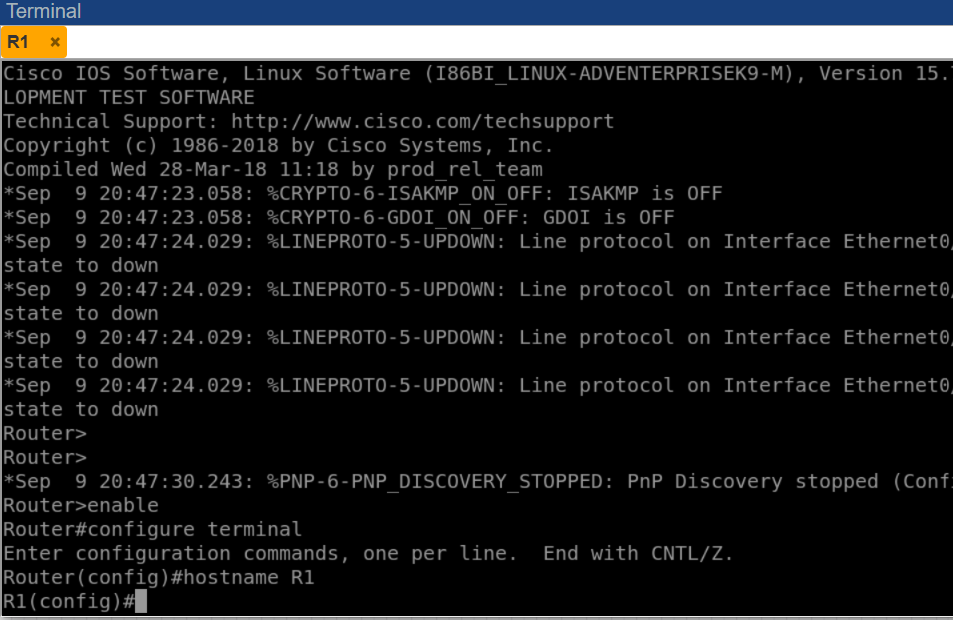 Terminal
R1 ×
Cisco IOS Software, Linux Software (I86BI_LINUX-ADVENTERPRISEK9-M), Version 15.
LOPMENT TEST SOFTWARE
Technical Support: http://www.cisco.com/techsupport
Copyright (c) 1986-2018 by Cisco Systems, Inc.
Compiled Wed 28-Mar-18 11:18 by prod_rel_team
*Sep  9 20:47:23.058: %CRYPTO-6-ISAKMP_ON_OFF: ISAKMP is OFF
*Sep  9 20:47:23.058: %CRYPTO-6-GDOI_ON_OFF: GDOI is OFF
*Sep  9 20:47:24.029: %LINEPROTO-5-UPDOWN: Line protocol on Interface Ethernet0/
state to down
*Sep  9 20:47:24.029: %LINEPROTO-5-UPDOWN: Line protocol on Interface Ethernet0/
state to down
*Sep  9 20:47:24.029: %LINEPROTO-5-UPDOWN: Line protocol on Interface Ethernet0/
state to down
*Sep  9 20:47:24.029: %LINEPROTO-5-UPDOWN: Line protocol on Interface Ethernet0/
state to down
Router>
Router>
*Sep  9 20:47:30.243: %PNP-6-PNP_DISCOVERY_STOPPED: PnP Discovery stopped (Confi
Router>enable
Router#configure terminal
Enter configuration commands, one per line.  End with CNTL/Z.
Router(config)#hostname R1
R1(config)#